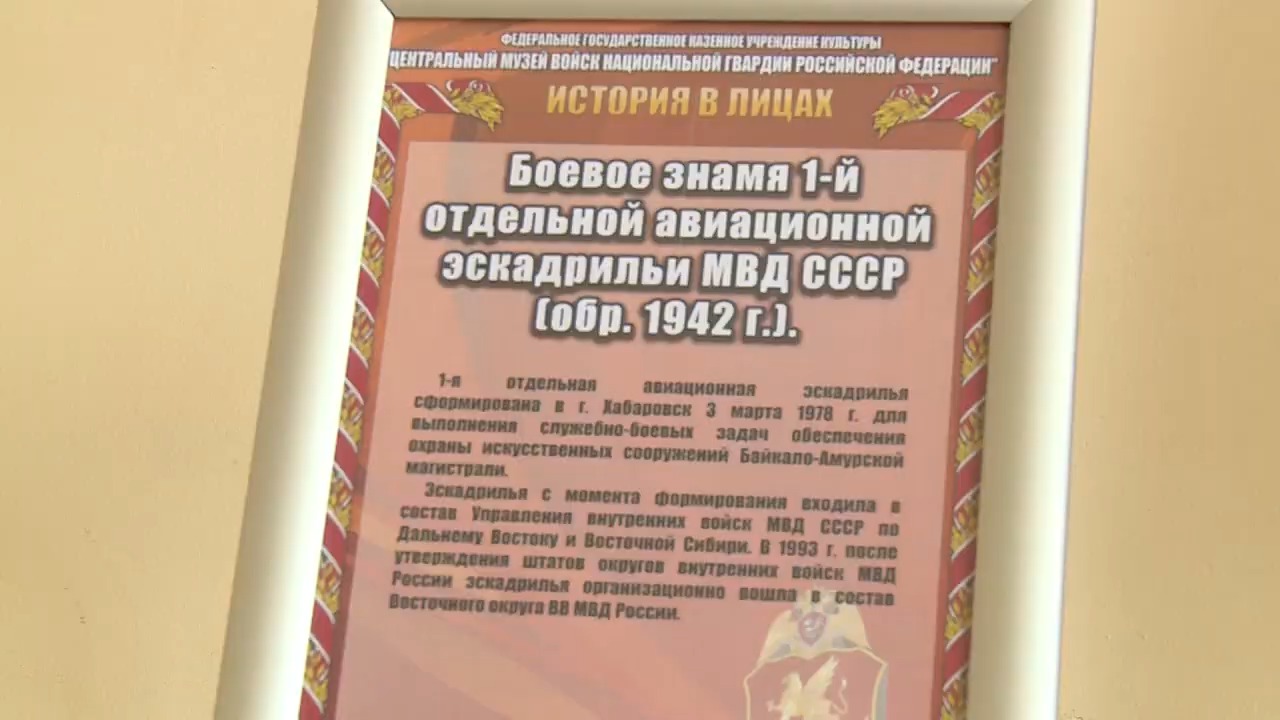 ФЕДЕРАЛЬНОЕ ГОСУДАРСТВЕННОЕ КАЗЕННОЕ УЧРЕЖДЕНИЕ КУЛЬТУРЫ
ЦЕНТРАЛЬНЫЙ МУЗЕЙ ВОЙСК НАЦИОНАЛЬНОЙ ГВАРДИИ РОССИЙСКОЙ ФЕДЕРАЦИИ"
ИСТОРИЯ В ЛИЦАХ
Боевое знамя 1-й
отдельной авиационной
эскадрильи МВД СССР
(обр. 1942 г.).
1-я отдельная авиационная эскадрилья
сформирована в г. Хабаровск 3 марта 1978 г. для
выполнения служебно-боевых задач обеспечения
охраны искусственных сооружений Байкало-Амурской
магистрали.
Эскадрилья с момента формирования входила в
состав Управления внутренних войск МВД СССР по
Дальнему Востоку и Восточной Сибири. В 1993 г. после
утверждения штатов округов внутренних войск МВД
России эскадрилья организационно вошла в состав
Восточного округа ВВ МВД России.